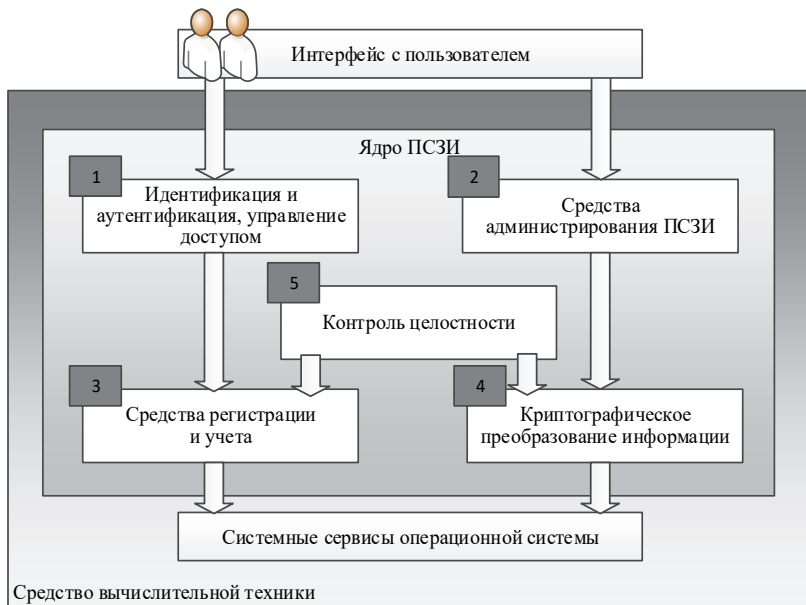 Интерфейс с пользователем
Ядро ПСЗИ
1
Идентификация и
аутентификация, управление
доступом
2
Средства
администрирования ПСЗИ
5
Контроль целостности
3
Средства регистрации
и учета
4
Криптографическое
преобразование информации
Системные сервисы операционной системы
Средство вычислительной техники